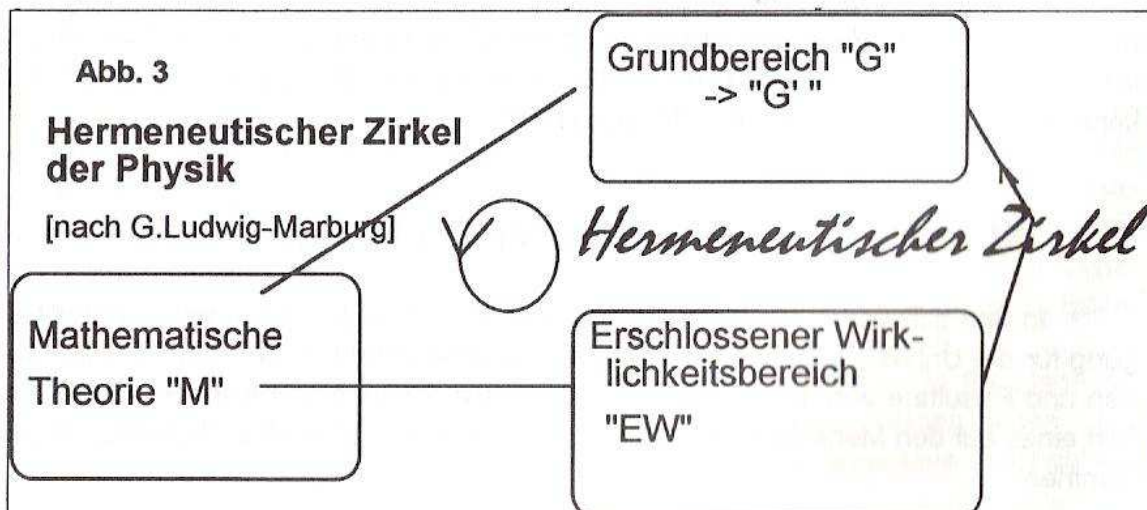 Abb. 3
Hermeneutischer Zirkel
der Physik
[nach G.Ludwig-Marburg]
Grundbereich "G"
-> "G' "
Hermeneutischer Zirkel
Mathematische
Theorie "M"
Erschlossener Wirk-
lichkeitsbereich
"EW"